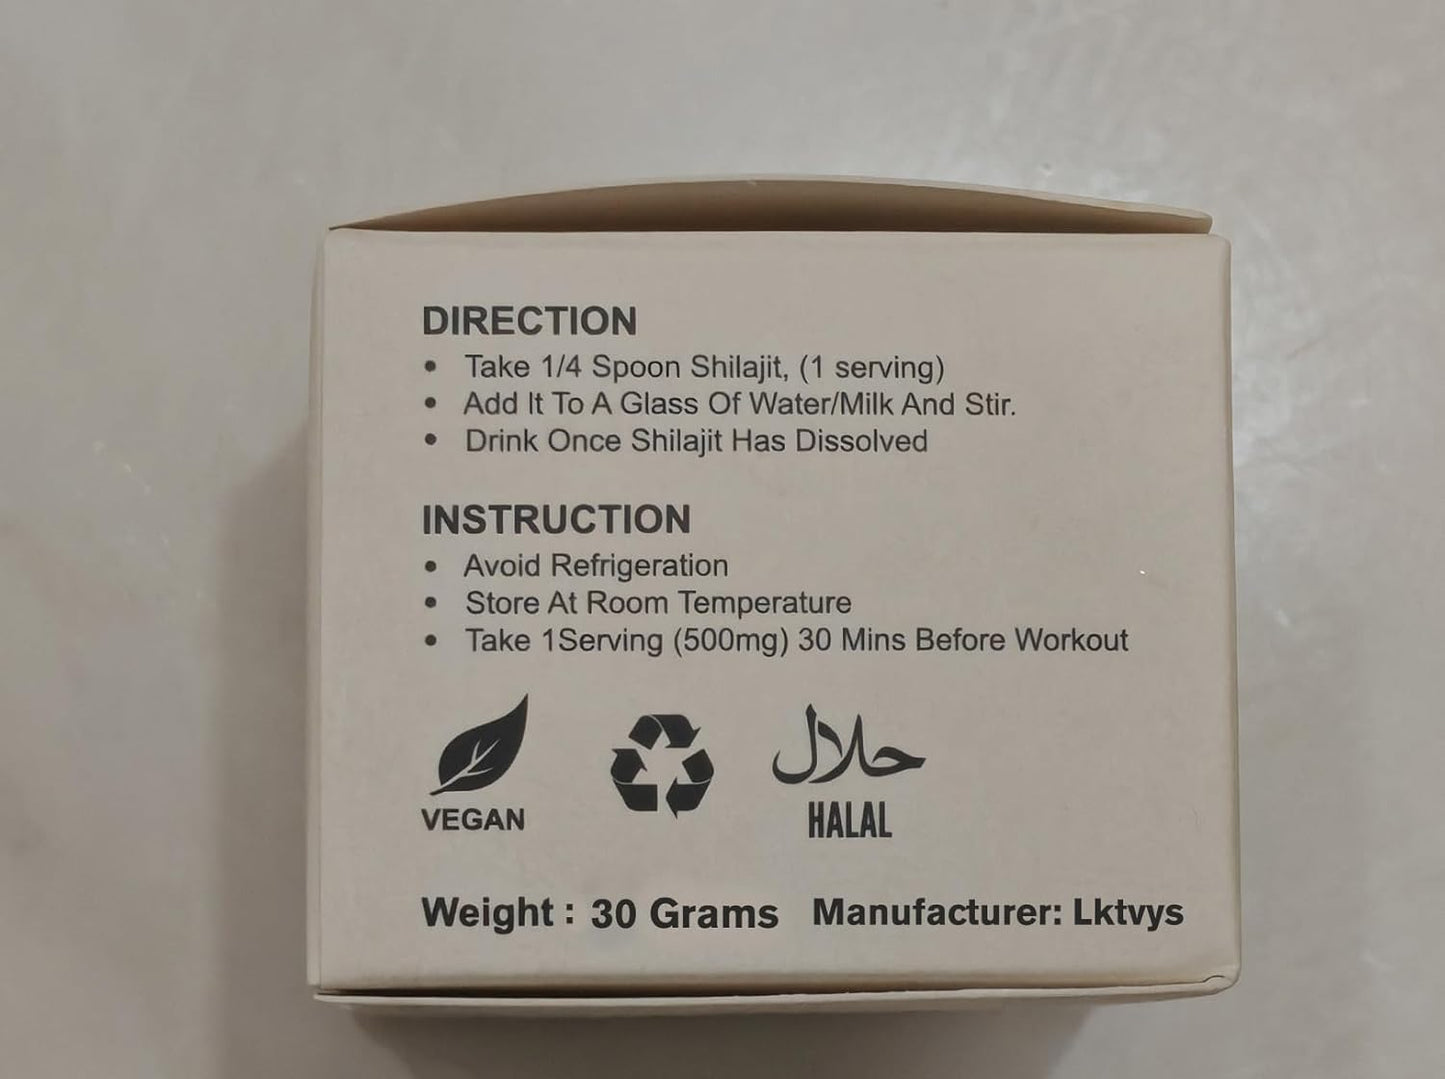 DIRECTION
• Take 1/4 Spoon Shilajit, (1 serving)
• Add It To A Glass Of Water/Milk And Stir.
• Drink Once Shilajit Has Dissolved
INSTRUCTION
• Avoid Refrigeration
• Store At Room Temperature
• Take 1Serving (500mg) 30 Mins Before Workout
حلال
VEGAN HALAL
Weight : 30 Grams Manufacturer: Lktvys